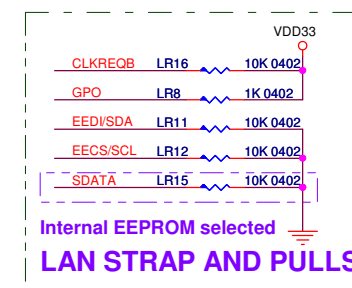 VDD33
CLKREQB LR16 10K 0402
GPO LR8 1K 0402
EEDI/SDA LR11 10K 0402
EECS/SCL LR12 10K 0402
SDATA LR15 10K 0402
Internal EEPROM selected
LAN STRAP AND PULLS